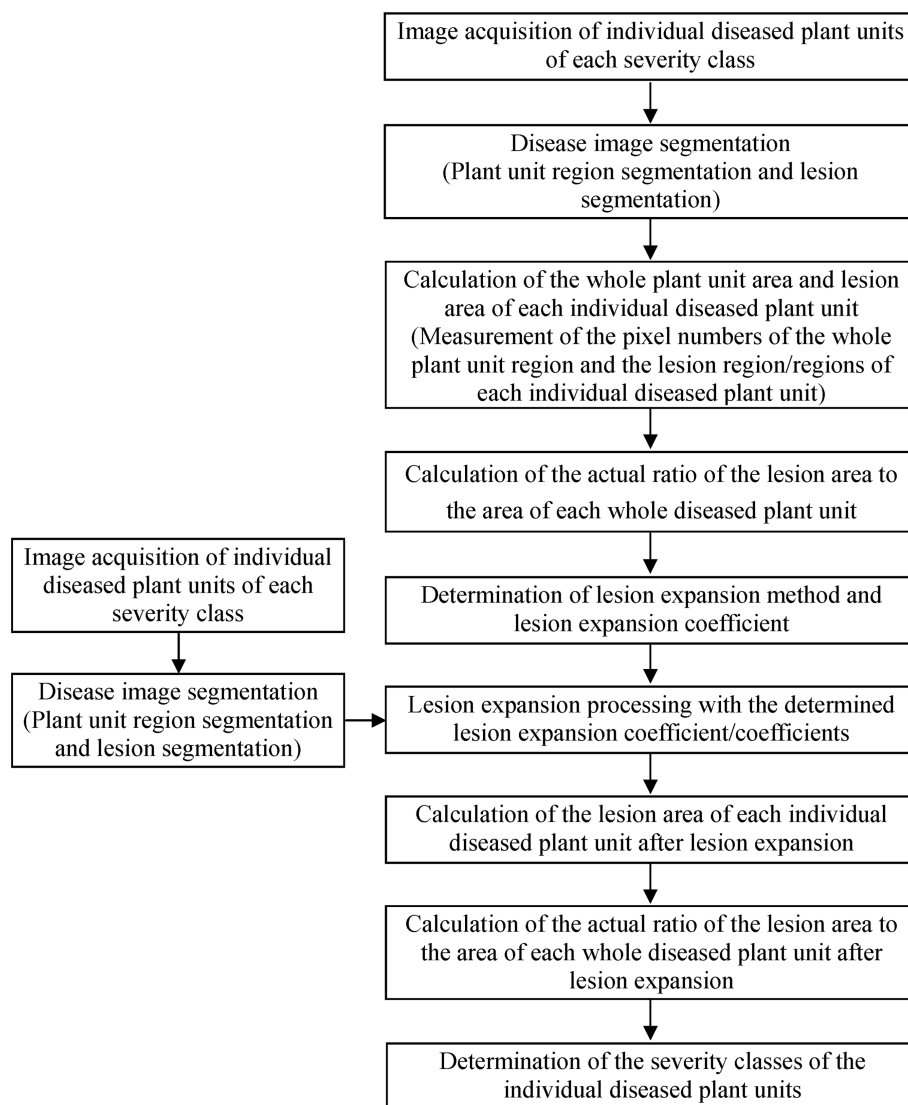 Image acquisition of individual diseased plant units
of each severity class
Disease image segmentation
(Plant unit region segmentation and lesion
segmentation)
Calculation of the whole plant unit area and lesion
area of each individual diseased plant unit
(Measurement of the pixel numbers of the whole
plant unit region and the lesion region/regions of
each individual diseased plant unit)
Calculation of the actual ratio of the lesion area to
the area of each whole diseased plant unit
Determination of lesion expansion method and
lesion expansion coefficient
Image acquisition of individual
diseased plant units of each
severity class
Disease image segmentation
(Plant unit region segmentation
and lesion segmentation)
Lesion expansion processing with the determined
lesion expansion coefficient/coefficients
Calculation of the lesion area of each individual
diseased plant unit after lesion expansion
Calculation of the actual ratio of the lesion area to
the area of each whole diseased plant unit after
lesion expansion
Determination of the severity classes of the
individual diseased plant units